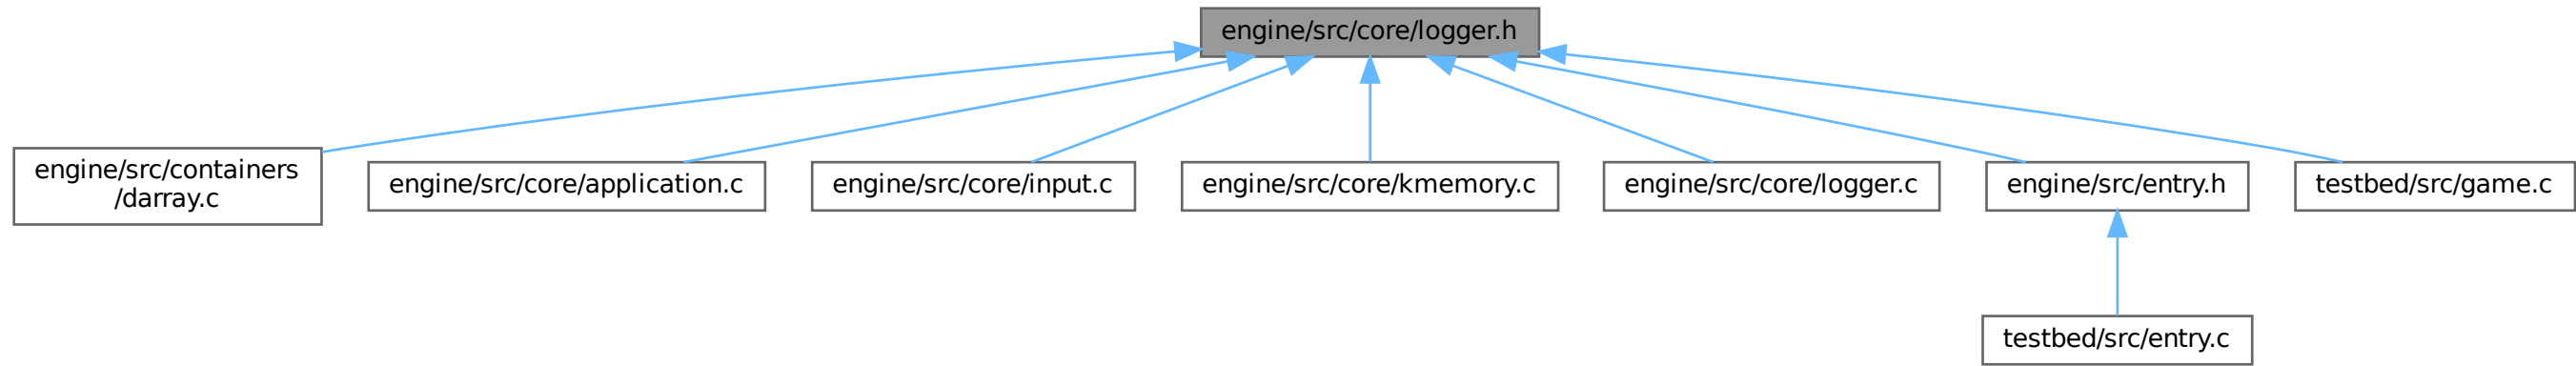 engine/src/core/logger.h
engine/src/containers
/darray.c
engine/src/core/application.c
engine/src/core/input.c
engine/src/core/kmemory.c
engine/src/core/logger.c
engine/src/entry.h
testbed/src/game.c
testbed/src/entry.c